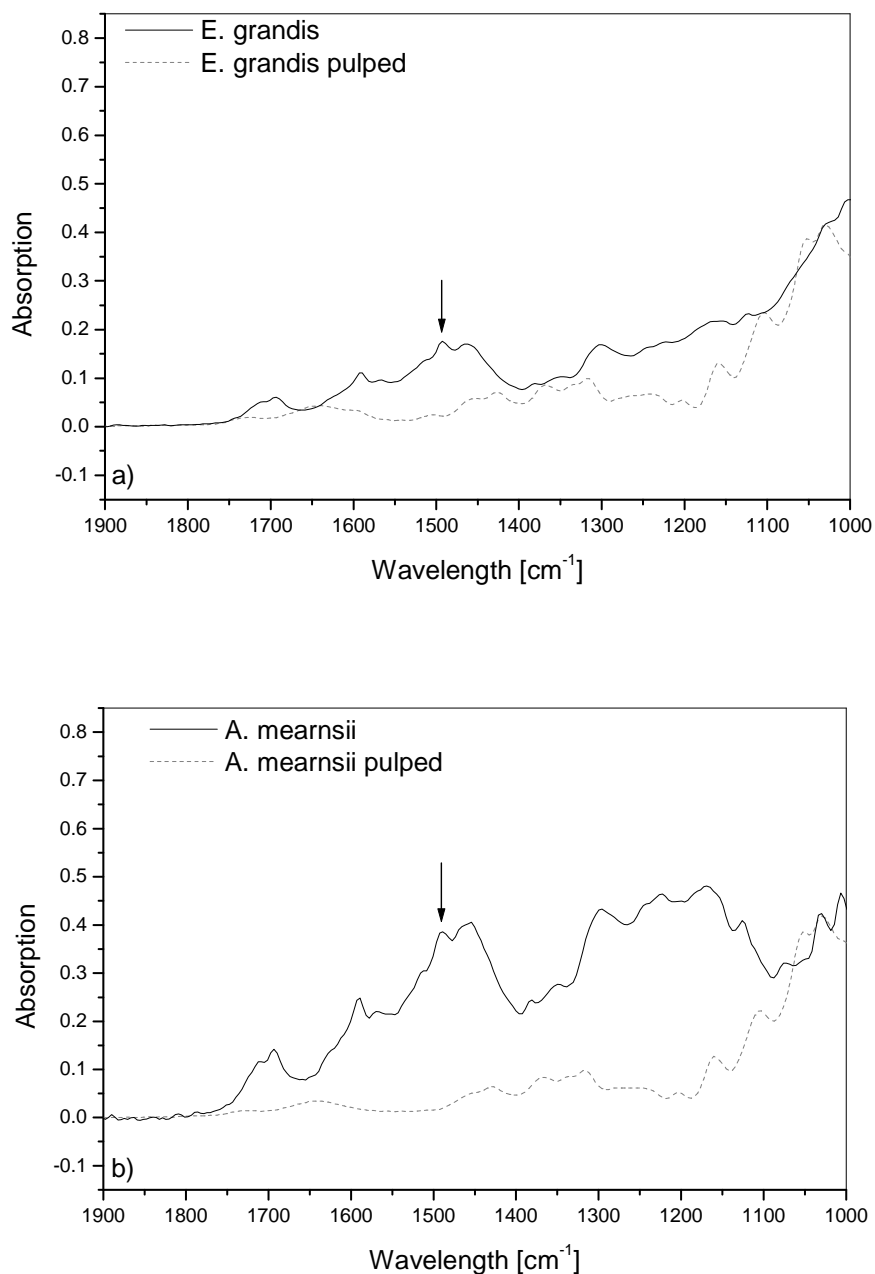 E. grandis
E. grandis pulped
0.8
0.7
0.6
0.5
0.4
0.3
0.2
0.1
0.0
-0.1
Absorption
a)
1900 1800 1700 1600 1500 1400 1300 1200 1100 1000
Wavelength [cm⁻¹]
A. mearnsii
A. mearnsii pulped
0.8
0.7
0.6
0.5
0.4
0.3
0.2
0.1
0.0
-0.1
Absorption
b)
1900 1800 1700 1600 1500 1400 1300 1200 1100 1000
Wavelength [cm⁻¹]